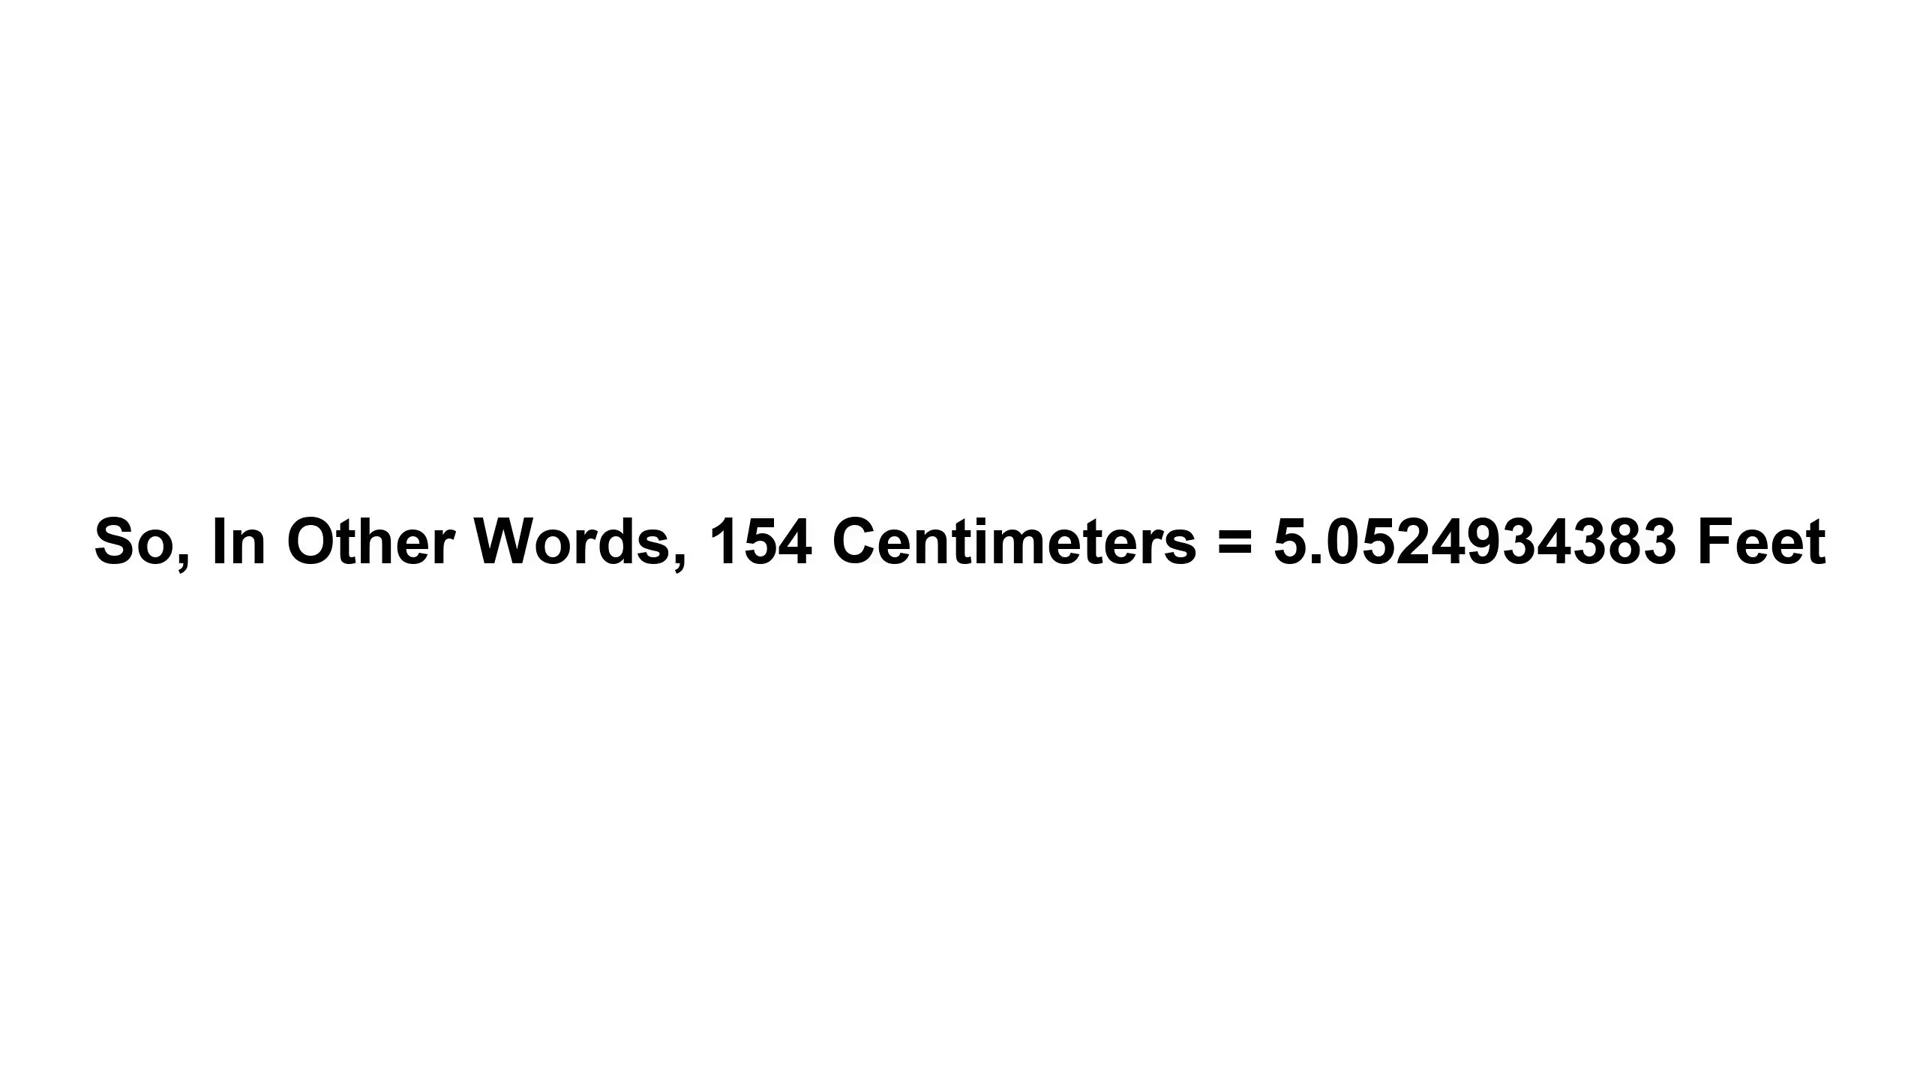 So, In Other Words, 154 Centimeters = 5.0524934383 Feet